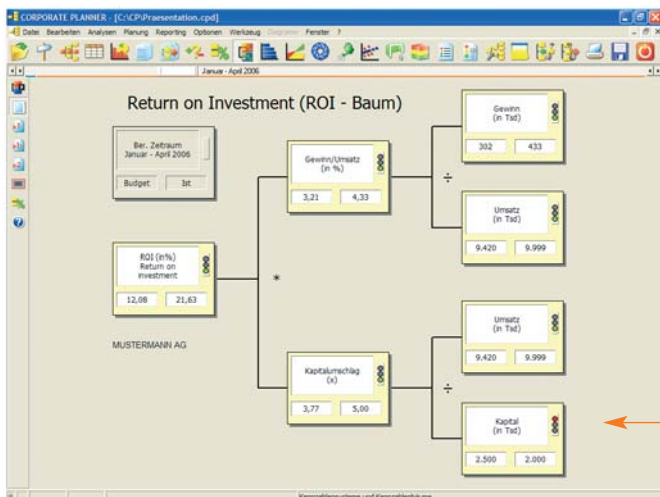 CORPORATE PLANNER - [C:\CP\Praesentation.cpd]
Datei Bearbeiten Analysen Planung Reporting Optionen Werkzeug Diagramm Fenster ?
Januar - April 2006
Return on Investment (ROI - Baum)
Ber. Zeitraum
Januar - April 2006
Budget Ist
ROI (in%)
Return on
investment
12,08 21,63
MUSTERMANN AG
*
Gewinn/Umsatz
(in %)
3,21 4,33
Kapitalumschlag
(x)
3,77 5,00
÷
Gewinn
(in Tsd)
302 433
Umsatz
(in Tsd)
9.420 9.999
÷
Umsatz
(in Tsd)
9.420 9.999
Kapital
(in Tsd)
2.500 2.000
Kennzahlensysteme und Kennzahlenbäume